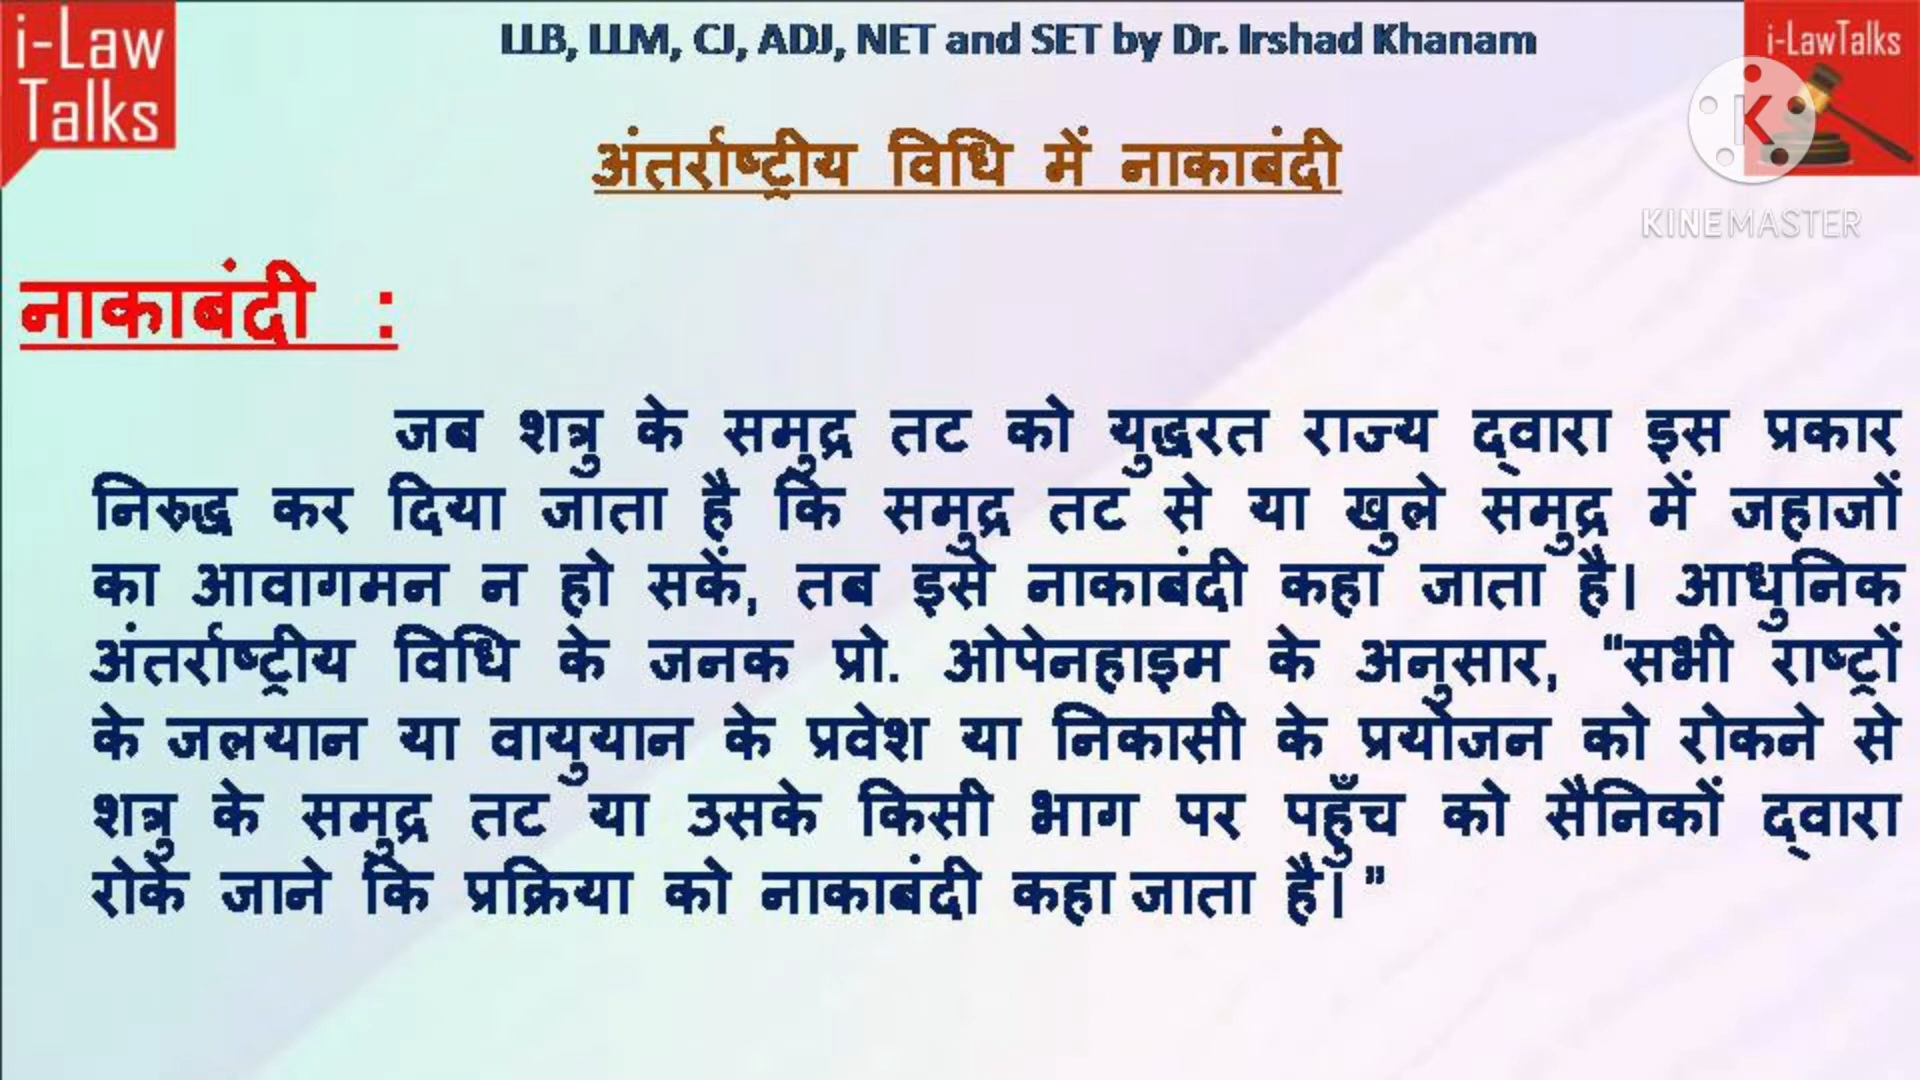 i-Law
Talks
LLB, LLM, CJ, ADJ, NET and SET by Dr. Irshad Khanam
i-LawTalks
K
KINEMASTER
अंतर्राष्ट्रीय विधि में नाकाबंदी
नाकाबंदी :
जब शत्रु के समुद्र तट को युद्धरत राज्य द्वारा इस प्रकार
निरुद्ध कर दिया जाता है कि समुद्र तट से या खुले समुद्र में जहाजों
का आवागमन न हो सकें, तब इसे नाकाबंदी कहा जाता है। आधुनिक
अंतर्राष्ट्रीय विधि के जनक प्रो. ओपेनहाइम के अनुसार, “सभी राष्ट्रों
के जलयान या वायुयान के प्रवेश या निकासी के प्रयोजन को रोकने से
शत्रु के समुद्र तट या उसके किसी भाग पर पहुँच को सैनिकों द्वारा
रोके जाने कि प्रक्रिया को नाकाबंदी कहा जाता है। ”